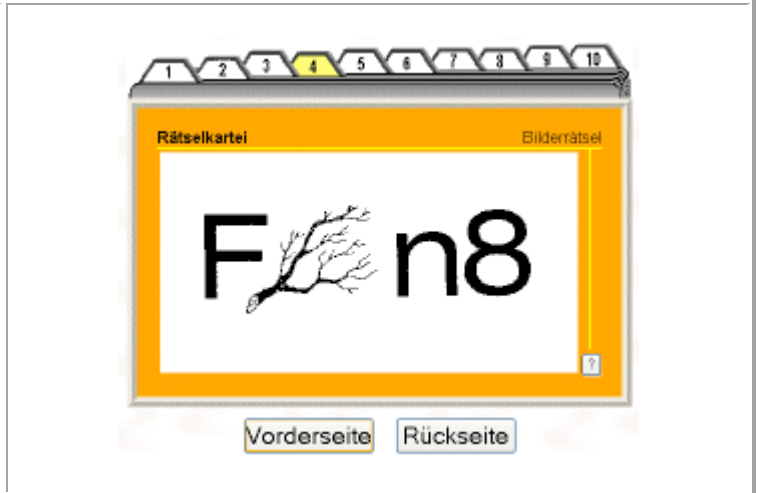 1 2 3 4 5 6 7 8 9 10
Rätselkartei Bilderrätsel
F n8
?
Vorderseite Rückseite